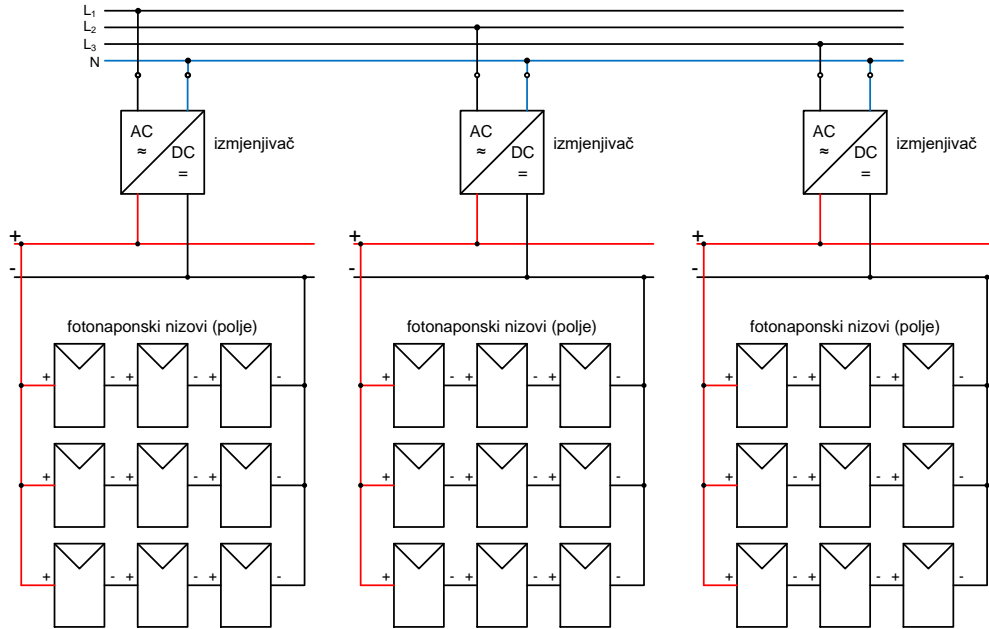 L₁
L₂
L₃
N
AC
≈
DC
=
izmjenjivač
AC
≈
DC
=
izmjenjivač
AC
≈
DC
=
izmjenjivač
+
-
+
-
+
-
fotonaponski nizovi (polje)
fotonaponski nizovi (polje)
fotonaponski nizovi (polje)
+ - + - + -
+ - + - + -
+ - + - + -
+ - + - + -
+ - + - + -
+ - + - + -
+ - + - + -
+ - + - + -
+ - + - + -